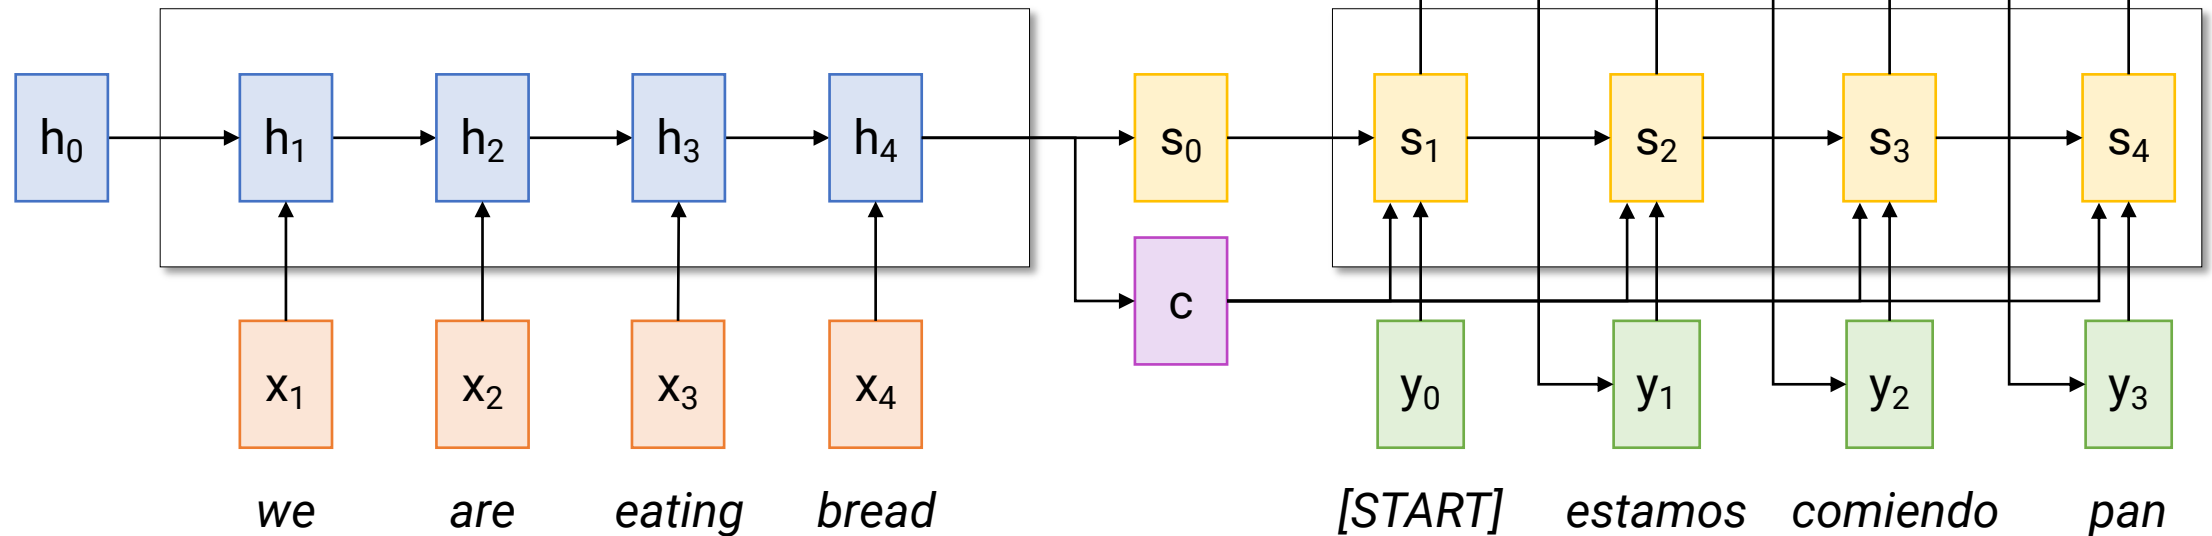 h₀ h₁ h₂ h₃ h₄ s₀ s₁ s₂ s₃ s₄
c
x₁ x₂ x₃ x₄ y₀ y₁ y₂ y₃
we are eating bread [START] estamos comiendo pan